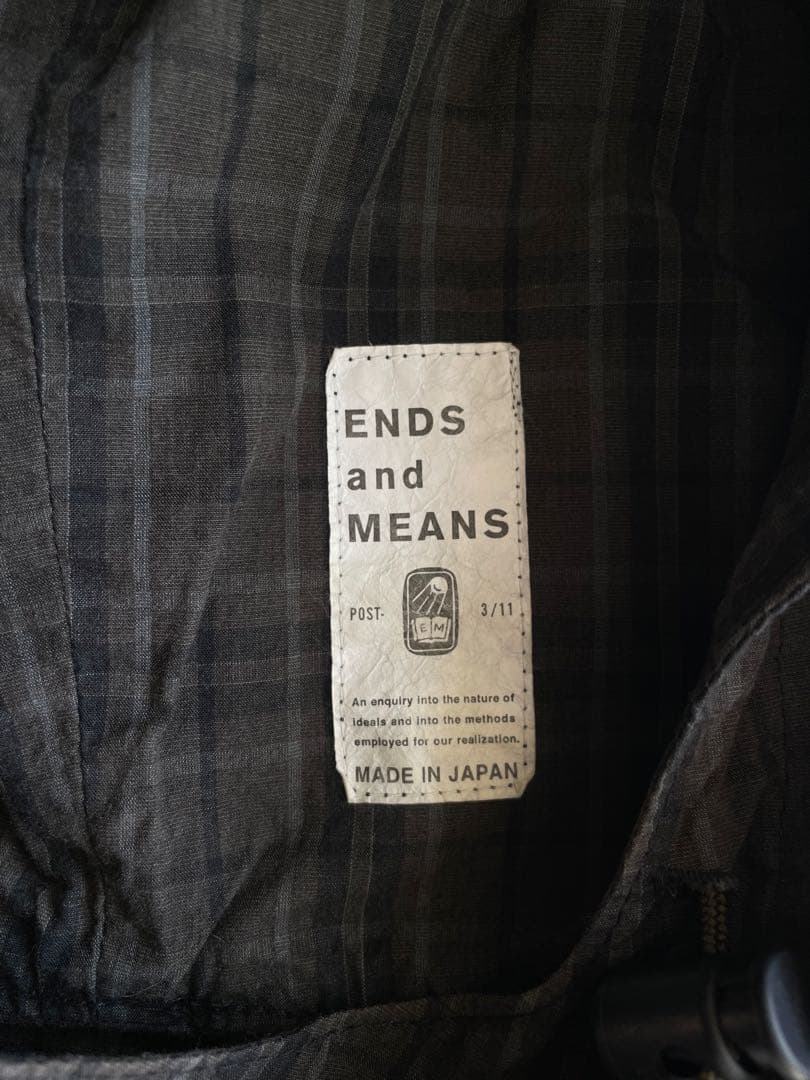 ENDS
and
MEANS
POST- 3/11
E M
An enquiry into the nature of
ideals and into the methods
employed for our realization.
MADE IN JAPAN